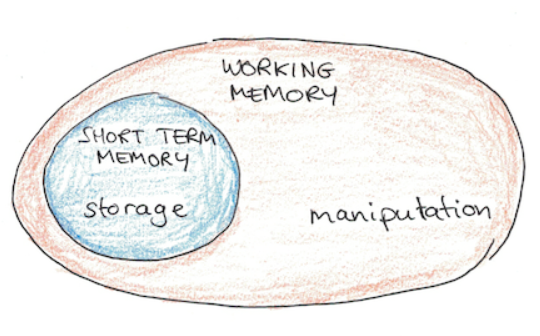 WORKING
MEMORY
SHORT TERM
MEMORY
storage
manipulation